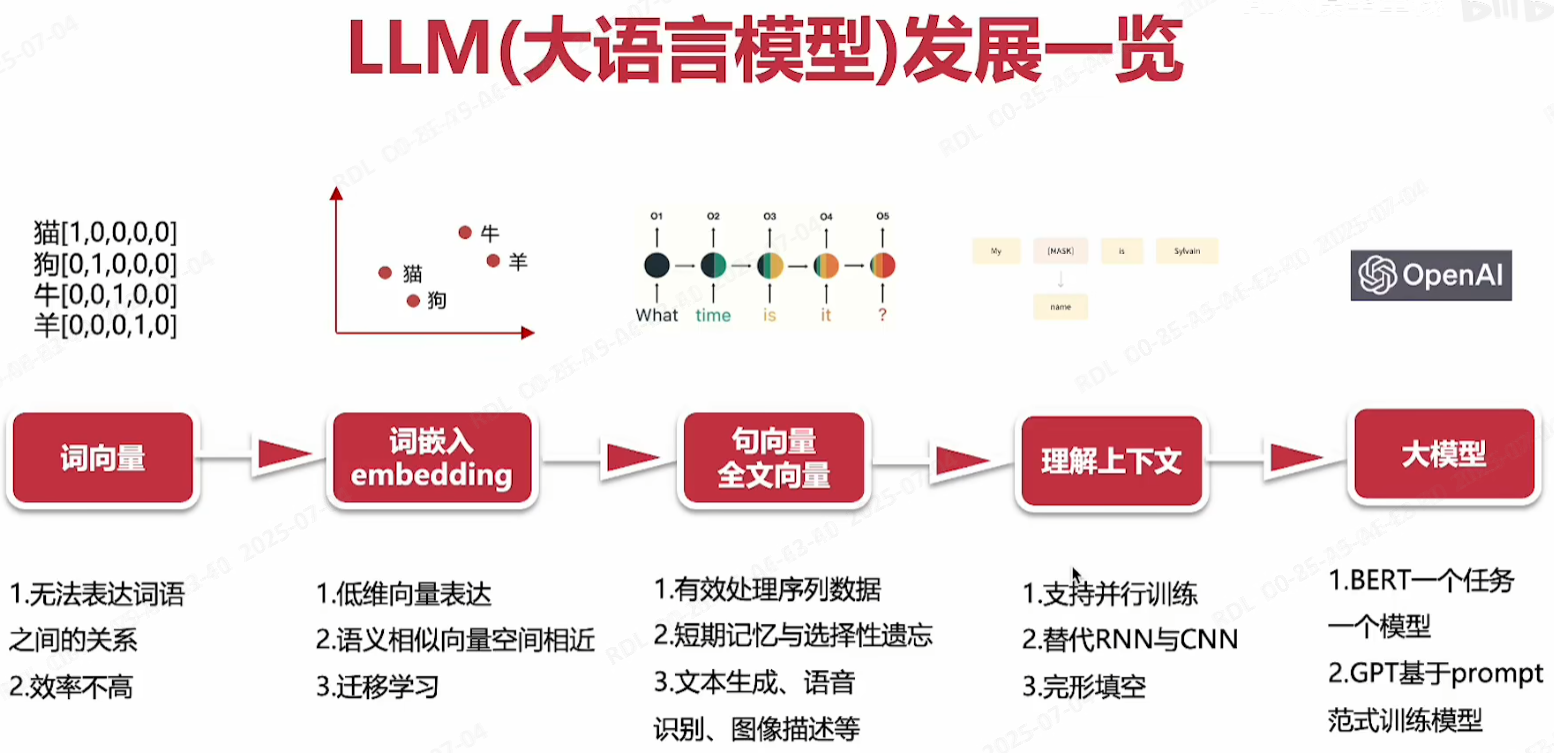 LLM(大语言模型)发展一览
猫[1,0,0,0,0]
狗[0,1,0,0,0]
牛[0,0,1,0,0]
羊[0,0,0,1,0]
牛
羊
猫
狗
O1 O2 O3 O4 O5
What time is it ?
My [MASK] is Sylvain
name
OpenAI
词向量
词嵌入
embedding
句向量
全文向量
理解上下文
大模型
1.无法表达词语
之间的关系
2.效率不高
1.低维向量表达
2.语义相似向量空间相近
3.迁移学习
1.有效处理序列数据
2.短期记忆与选择性遗忘
3.文本生成、语音
识别、图像描述等
1.支持并行训练
2.替代RNN与CNN
3.完形填空
1.BERT一个任务
一个模型
2.GPT基于prompt
范式训练模型